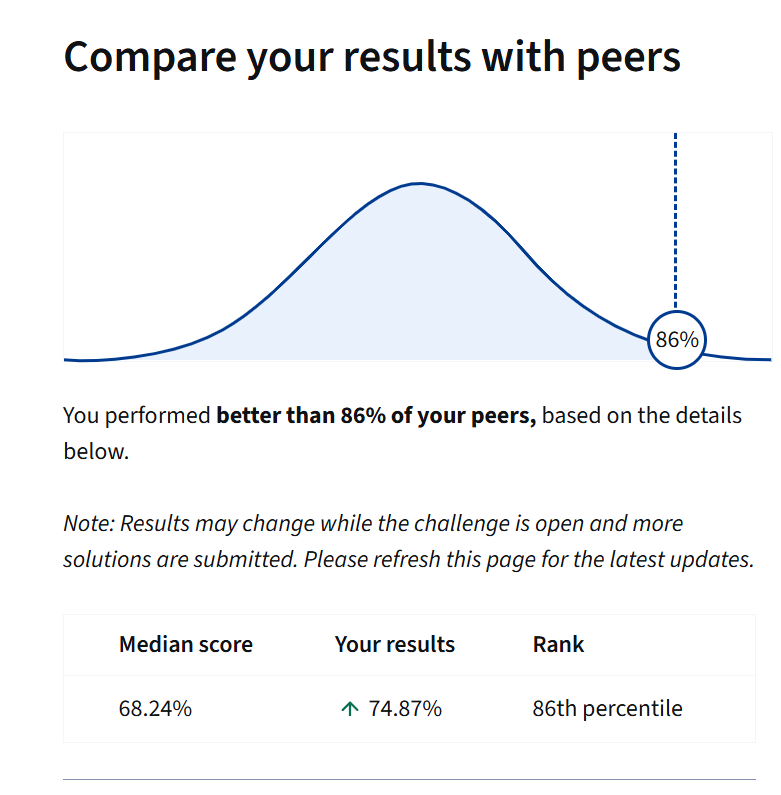 Compare your results with peers
86%
You performed better than 86% of your peers, based on the details
below.
Note: Results may change while the challenge is open and more
solutions are submitted. Please refresh this page for the latest updates.
Median score Your results Rank
68.24% ↑ 74.87% 86th percentile